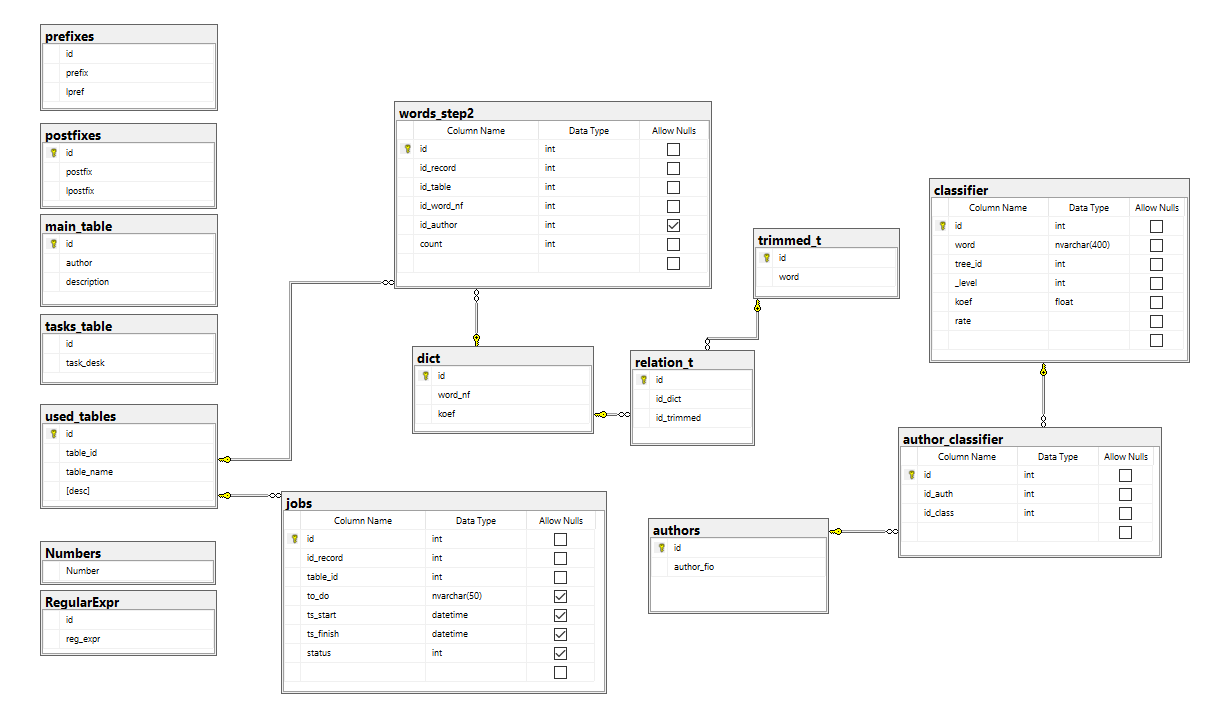 prefixes
id
prefix
lpref
postfixes
id
postfix
lpostfix
main_table
id
author
description
tasks_table
id
task_desk
used_tables
id
table_id
table_name
[desc]
Numbers
Number
RegularExpr
id
reg_expr
words_step2
Column Name Data Type Allow Nulls
id int
id_record int
id_table int
id_word_nf int
id_author int
count int
dict
id
word_nf
koef
jobs
Column Name Data Type Allow Nulls
id int
id_record int
table_id int
to_do nvarchar(50)
ts_start datetime
ts_finish datetime
status int
trimmed_t
id
word
relation_t
id
id_dict
id_trimmed
authors
id
author_fio
classifier
Column Name Data Type Allow Nulls
id int
word nvarchar(400)
tree_id int
_level int
koef float
rate
author_classifier
Column Name Data Type Allow Nulls
id int
id_auth int
id_class int